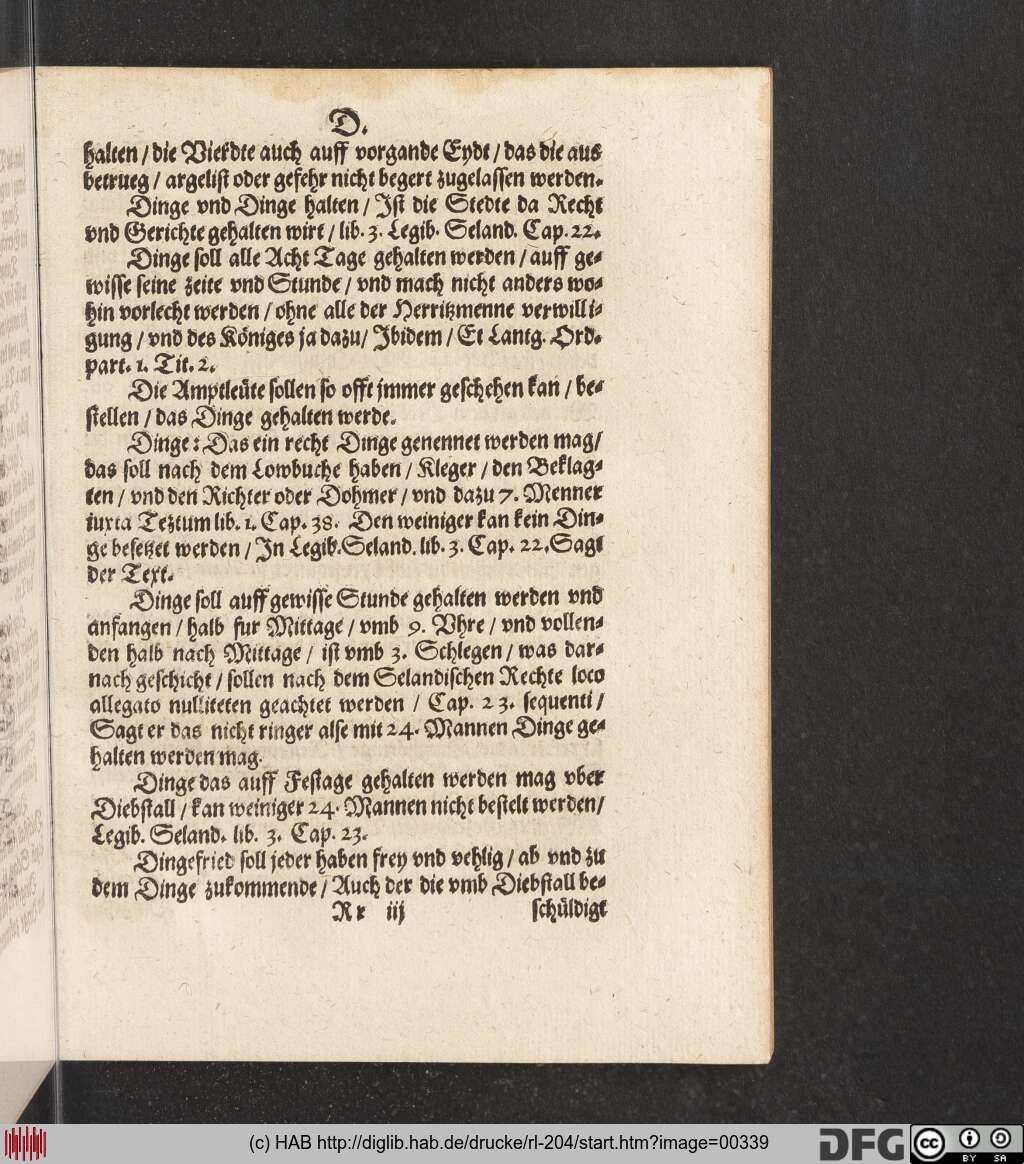 D.
halten / die Vierdte auch auff vorgande Eydt / das die aus
betrueg / argelist oder gefehr nicht begert zugelassen werden.
Dinge vnd Dinge halten / Ist die Stedte da Recht
vnd Gerichte gehalten wirt / lib. 3. Legib. Seland. Cap. 22.
Dinge soll alle Acht Tage gehalten werden / auff ge-
wisse seine zeite vnd Stunde / vnd mach nicht anders wo-
hin vorlecht werden / ohne alle der Herritzmenne verwilli-
gung / vnd des Königes ja dazu / Ibidem / Et Lantg. Ord.
part. 1. Tit. 2.
Die Amptleüte sollen so offt jmmer geschehen kan / be-
stellen / das Dinge gehalten werde.
Dinge: Das ein recht Dinge genennet werden mag /
das soll nach dem Lowbuche haben / Kleger / den Beklag-
ten / vnd den Richter oder Dohmer / vnd dazu 7. Menner
iuxta Textum lib. 1. Cap. 38. Den weiniger kan kein Din-
ge besetzet werden / In Legib. Seland. lib. 3. Cap. 22. Sagt
der Text.
Dinge soll auff gewisse Stunde gehalten werden vnd
anfangen / halb fur Mittage / vmb 9. Vhre / vnd vollen-
den halb nach Mittage / ist vmb 3. Schlegen / was dar-
nach geschicht / sollen nach dem Selandischen Rechte loco
allegato nulliteten geachtet werden / Cap. 23. sequenti /
Sagt er das nicht ringer alse mit 24. Mannen Dinge ge-
halten werden mag.
Dinge das auff Festage gehalten werden mag vber
Diebstall / kan weiniger 24. Mannen nicht bestelt werden /
Legib. Seland. lib. 3. Cap. 23.
Dingefried soll jeder haben frey vnd vehlig / ab vnd zu
dem Dinge zukommende / Auch der die vmb Diebstall be-
Rr iij schüldigt
(c) HAB http://diglib.hab.de/drucke/rl-204/start.htm?image=00339
DFG
cc BY SA